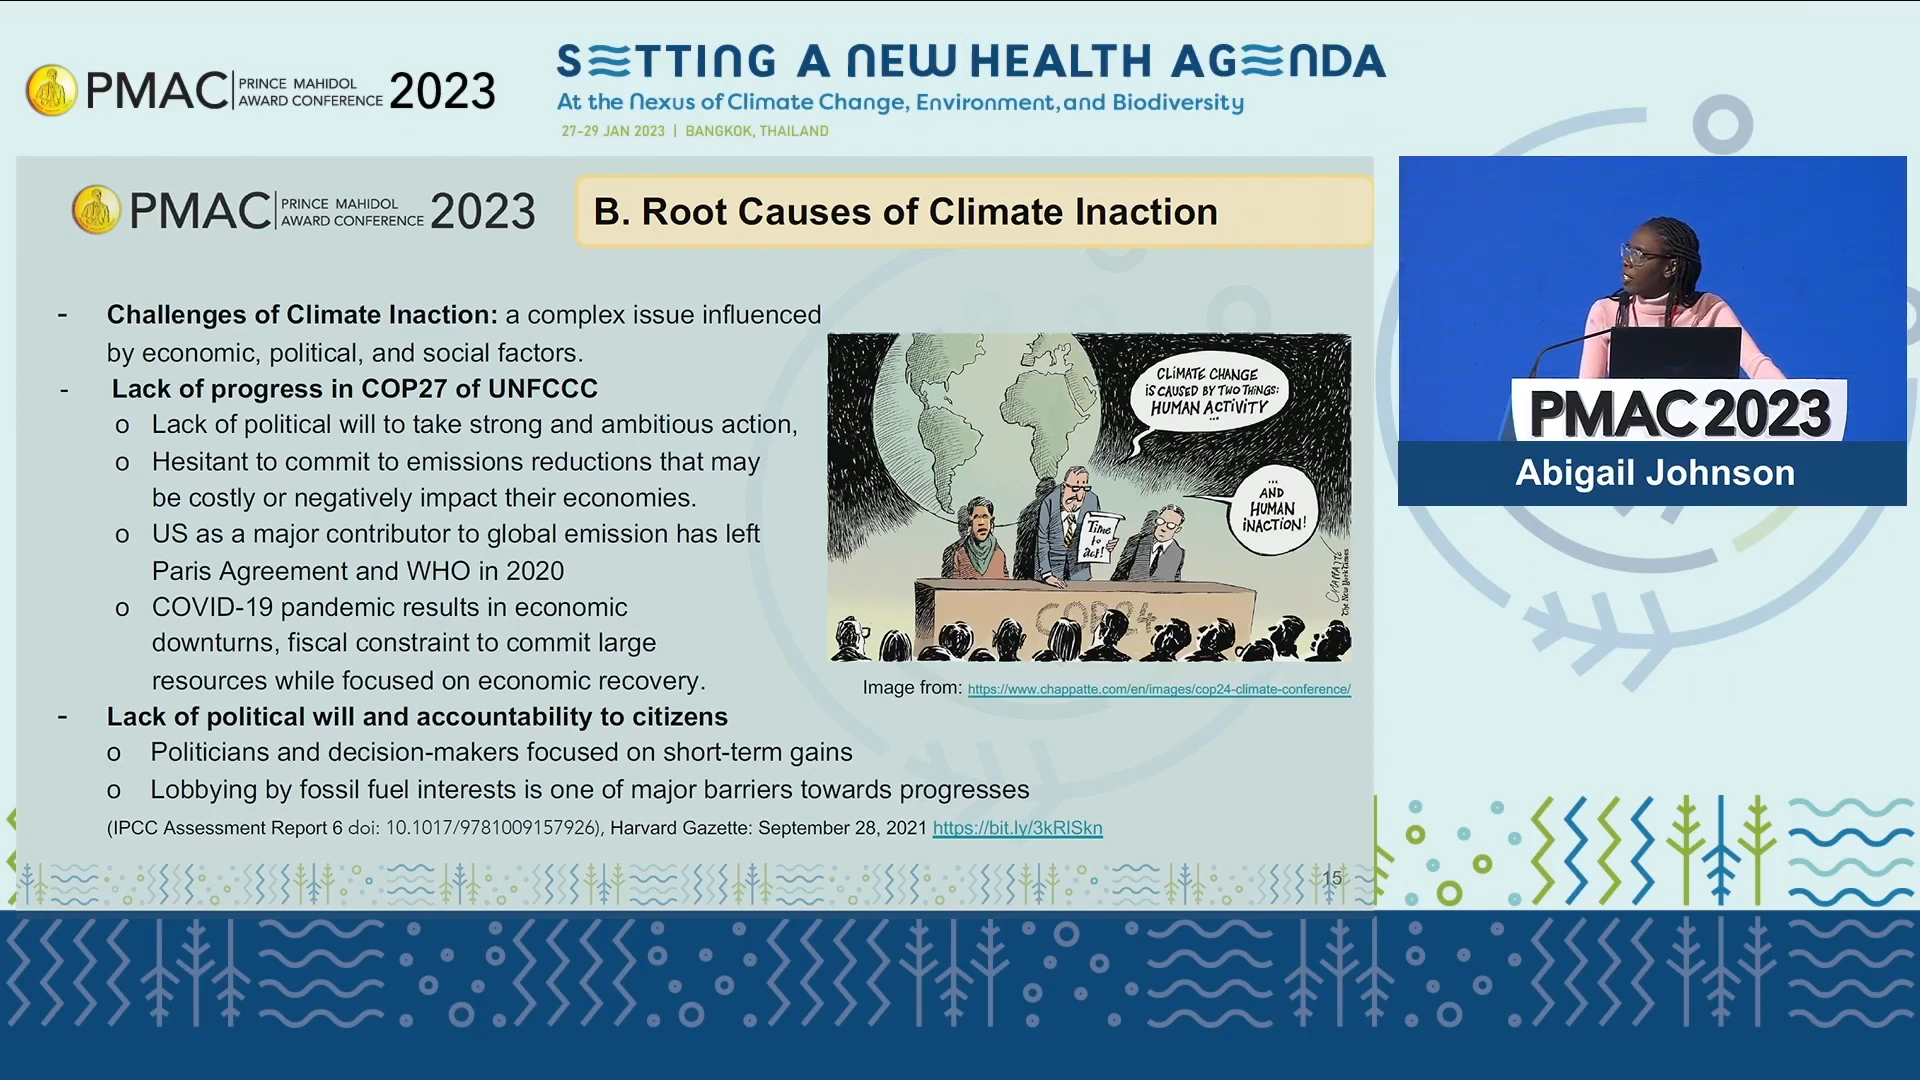 PMAC PRINCE MAHIDOL AWARD CONFERENCE 2023
SETTING A NEW HEALTH AGENDA
At the Nexus of Climate Change, Environment, and Biodiversity
27-29 JAN 2023 | BANGKOK, THAILAND
PMAC PRINCE MAHIDOL AWARD CONFERENCE 2023
B. Root Causes of Climate Inaction
- Challenges of Climate Inaction: a complex issue influenced
by economic, political, and social factors.
- Lack of progress in COP27 of UNFCCC
o Lack of political will to take strong and ambitious action,
o Hesitant to commit to emissions reductions that may
be costly or negatively impact their economies.
o US as a major contributor to global emission has left
Paris Agreement and WHO in 2020
o COVID-19 pandemic results in economic
downturns, fiscal constraint to commit large
resources while focused on economic recovery.
- Lack of political will and accountability to citizens
o Politicians and decision-makers focused on short-term gains
o Lobbying by fossil fuel interests is one of major barriers towards progresses
(IPCC Assessment Report 6 doi: 10.1017/9781009157926), Harvard Gazette: September 28, 2021 https://bit.ly/3kRlSkn
CLIMATE CHANGE
IS CAUSED BY TWO THINGS:
HUMAN ACTIVITY
...
...
AND
HUMAN
INACTION!
Time
to
act!
COP24
CHAPPATTE
The New York Times
Image from: https://www.chappatte.com/en/images/cop24-climate-conference/
15
PMAC 2023
Abigail Johnson